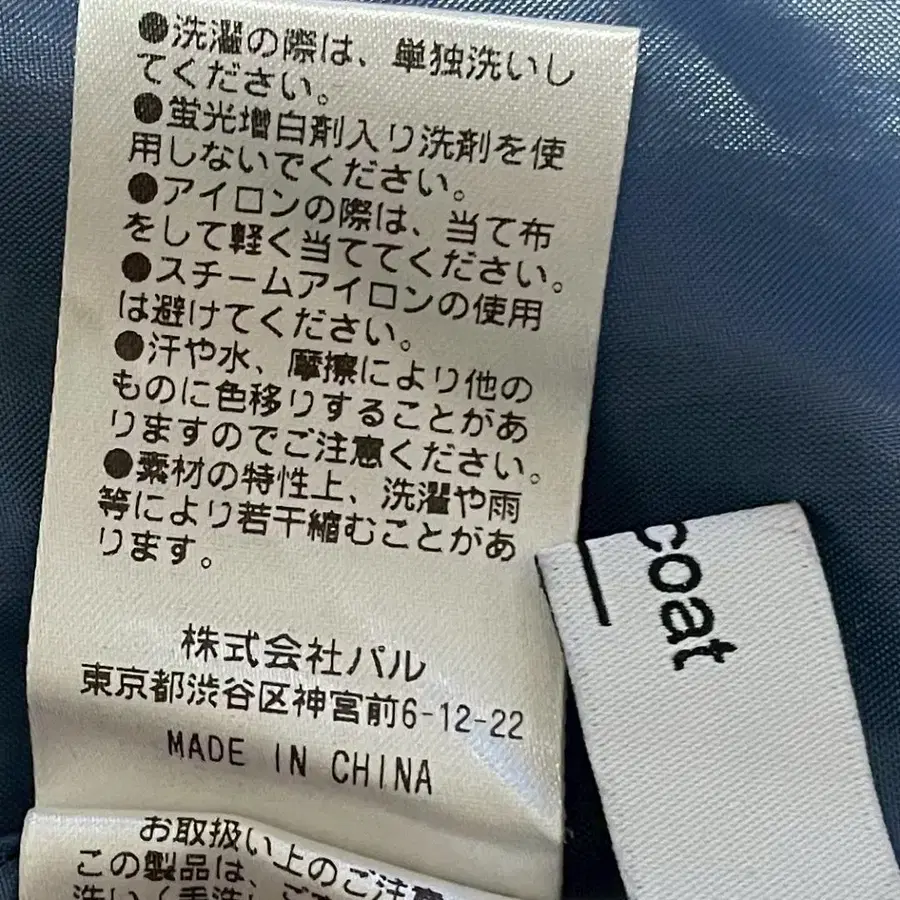 ●洗濯の際は、単独洗いし
てください。
●蛍光増白剤入り洗剤を使
用しないでください。
●アイロンの際は、当て布
をして軽く当ててください。
●スチームアイロンの使用
は避けてください。
●汗や水、摩擦により他の
ものに色移りすることがあ
りますのでご注意ください。
●素材の特性上、洗濯や雨
等により若干縮むことがあ
ります。
株式会社パル
東京都渋谷区神宮前6-12-22
MADE IN CHINA
お取扱い上のご注意
この製品は、
洗い(手洗
coat